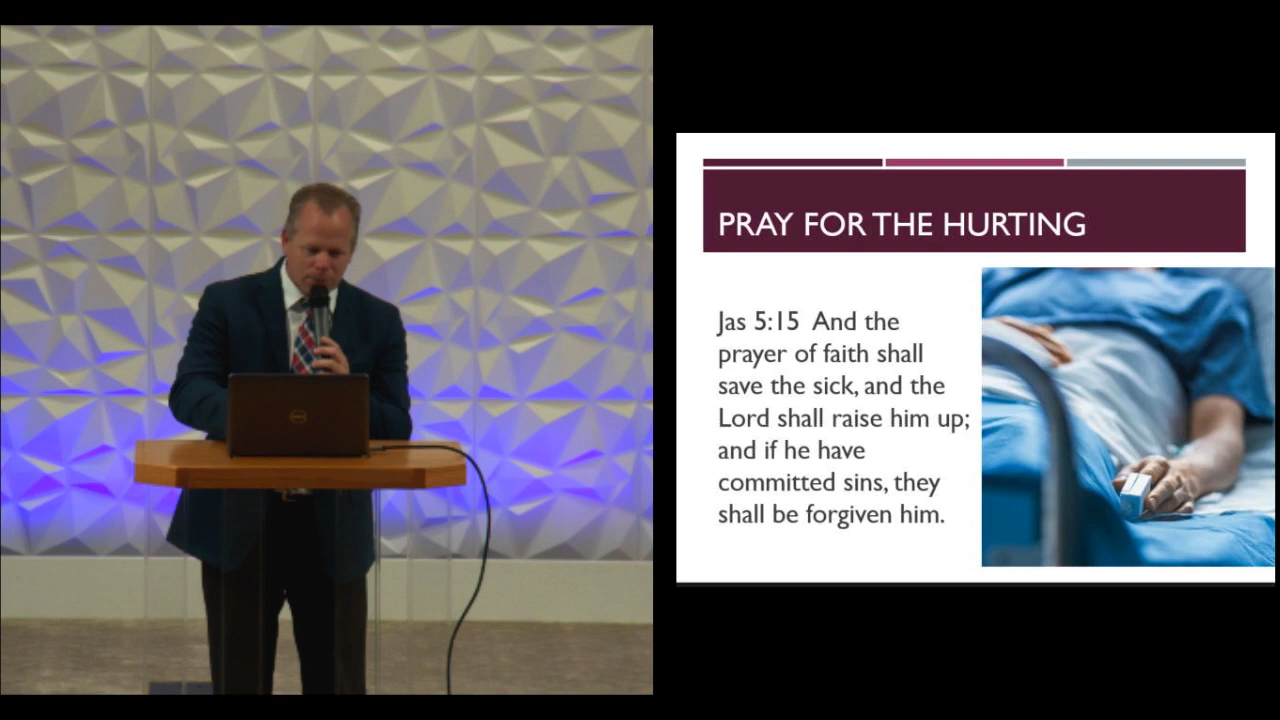 PRAY FOR THE HURTING
Jas 5:15 And the
prayer of faith shall
save the sick, and the
Lord shall raise him up;
and if he have
committed sins, they
shall be forgiven him.